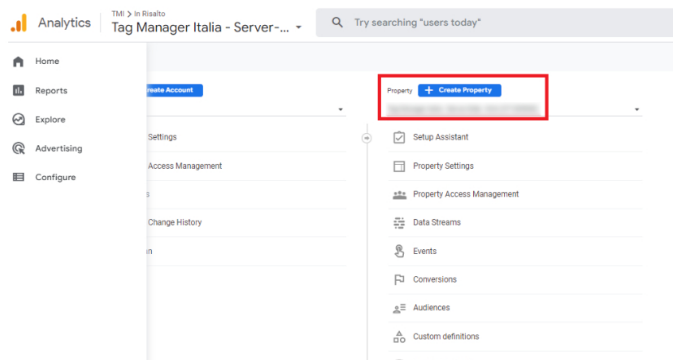 Analytics
TMI > In Risalto
Tag Manager Italia - Server-...
Try searching "users today"
Home
Reports
Explore
Advertising
Configure
reate Account
Settings
Access Management
s
Change History
n
Property
+ Create Property
Setup Assistant
Property Settings
Property Access Management
Data Streams
Events
Conversions
Audiences
Custom definitions